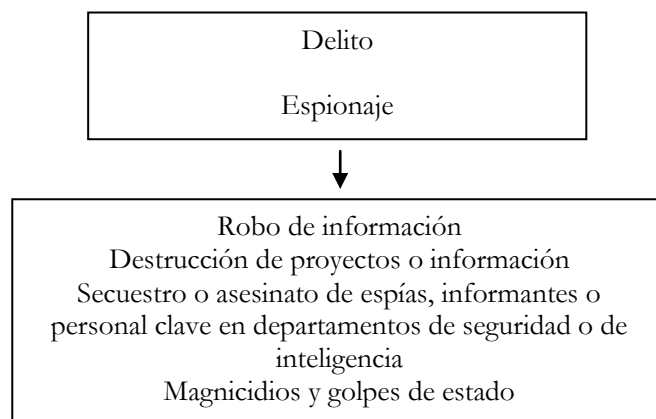 Delito
Espionaje
Robo de información
Destrucción de proyectos o información
Secuestro o asesinato de espías, informantes o
personal clave en departamentos de seguridad o de
inteligencia
Magnicidios y golpes de estado